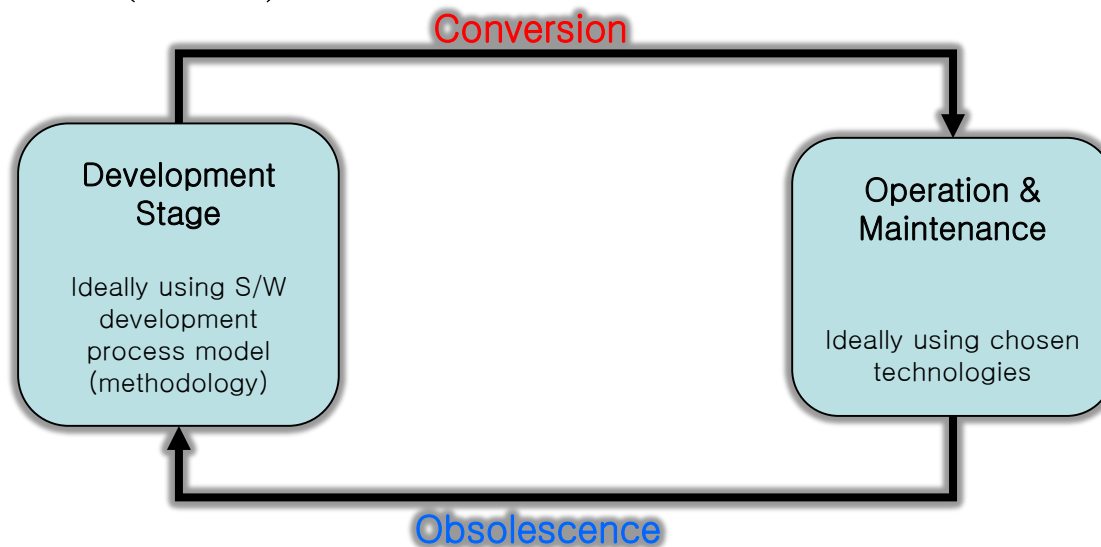 Conversion
Development
Stage
Ideally using S/W
development
process model
(methodology)
Operation &
Maintenance
Ideally using chosen
technologies
Obsolescence